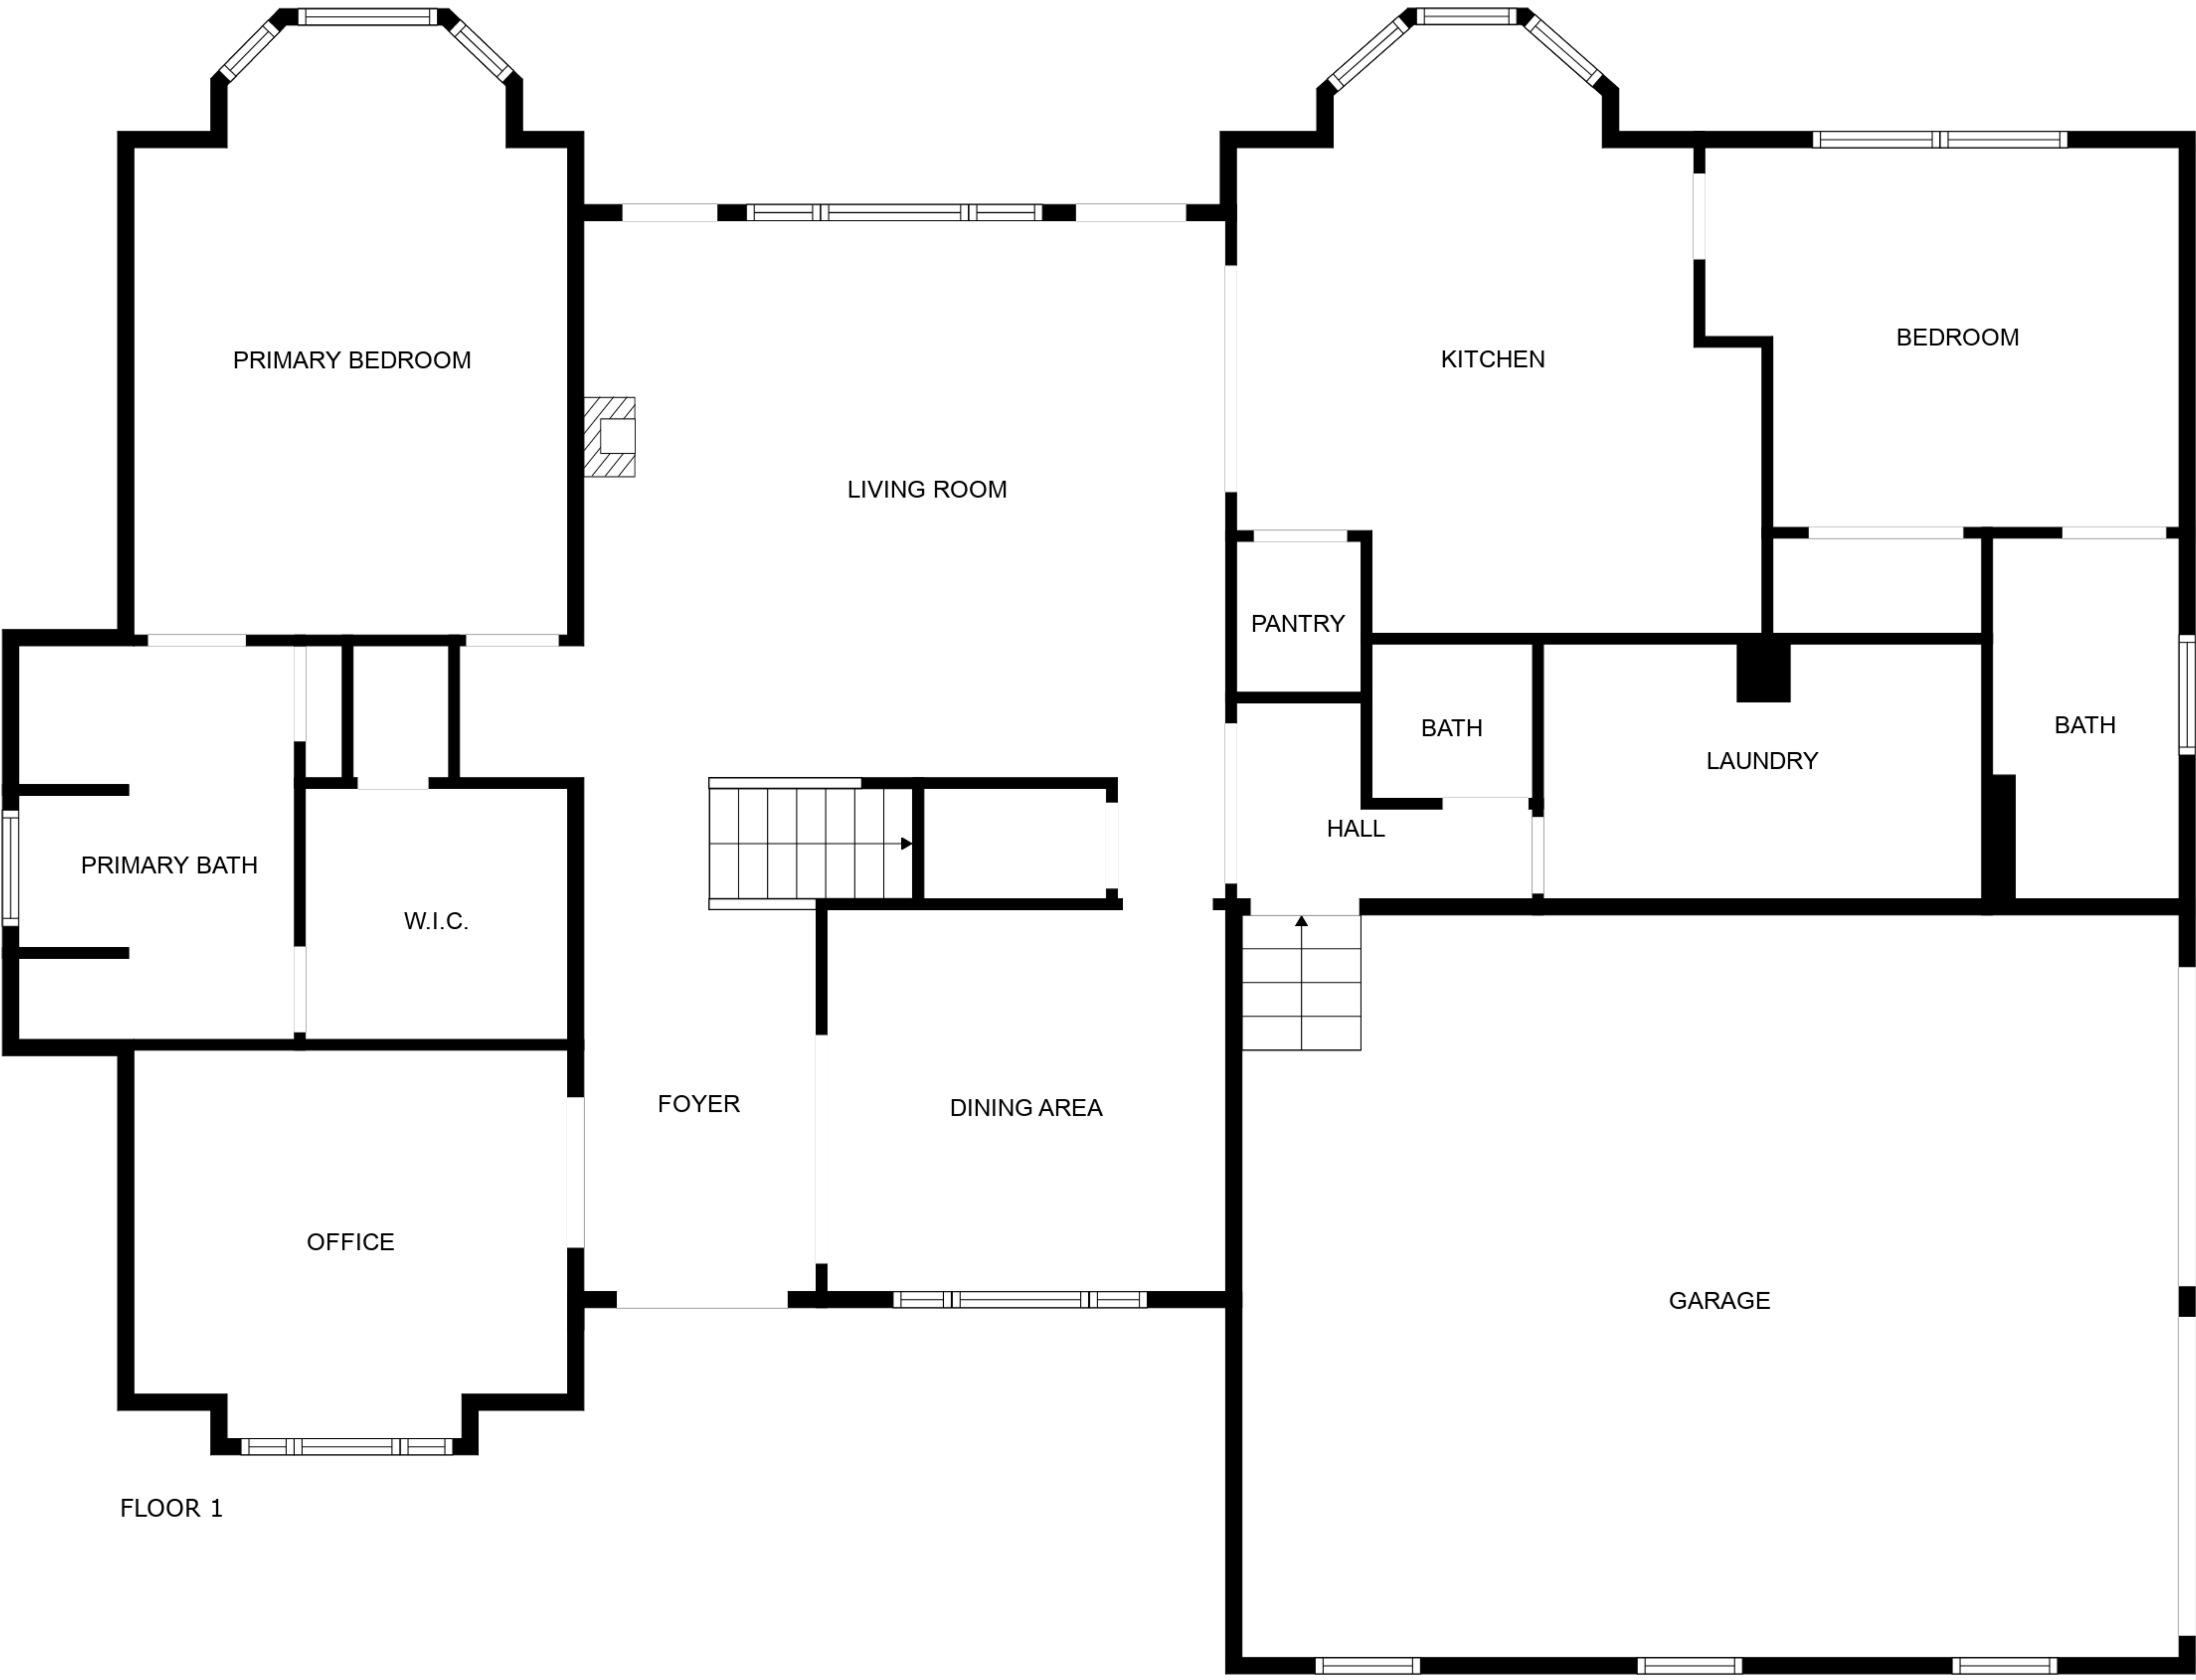 PRIMARY BEDROOM
KITCHEN
BEDROOM
LIVING ROOM
PANTRY
BATH
BATH
LAUNDRY
HALL
PRIMARY BATH
W.I.C.
FOYER
DINING AREA
OFFICE
GARAGE
FLOOR 1